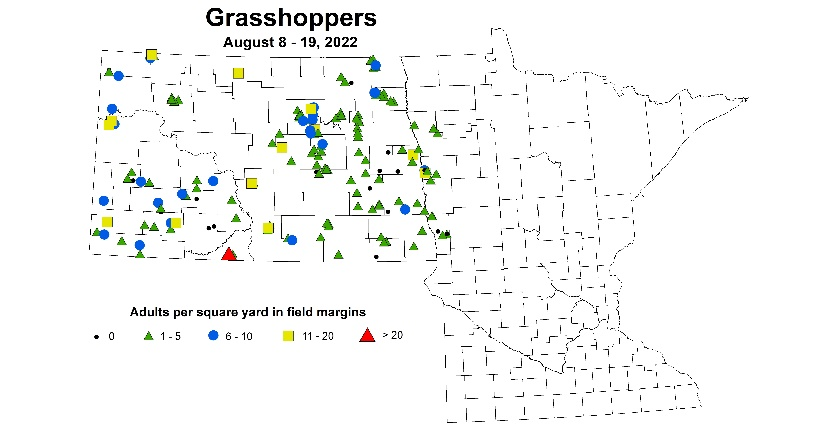 Grasshoppers
August 8 - 19, 2022
Adults per square yard in field margins
0 1 - 5 6 - 10 11 - 20 > 20